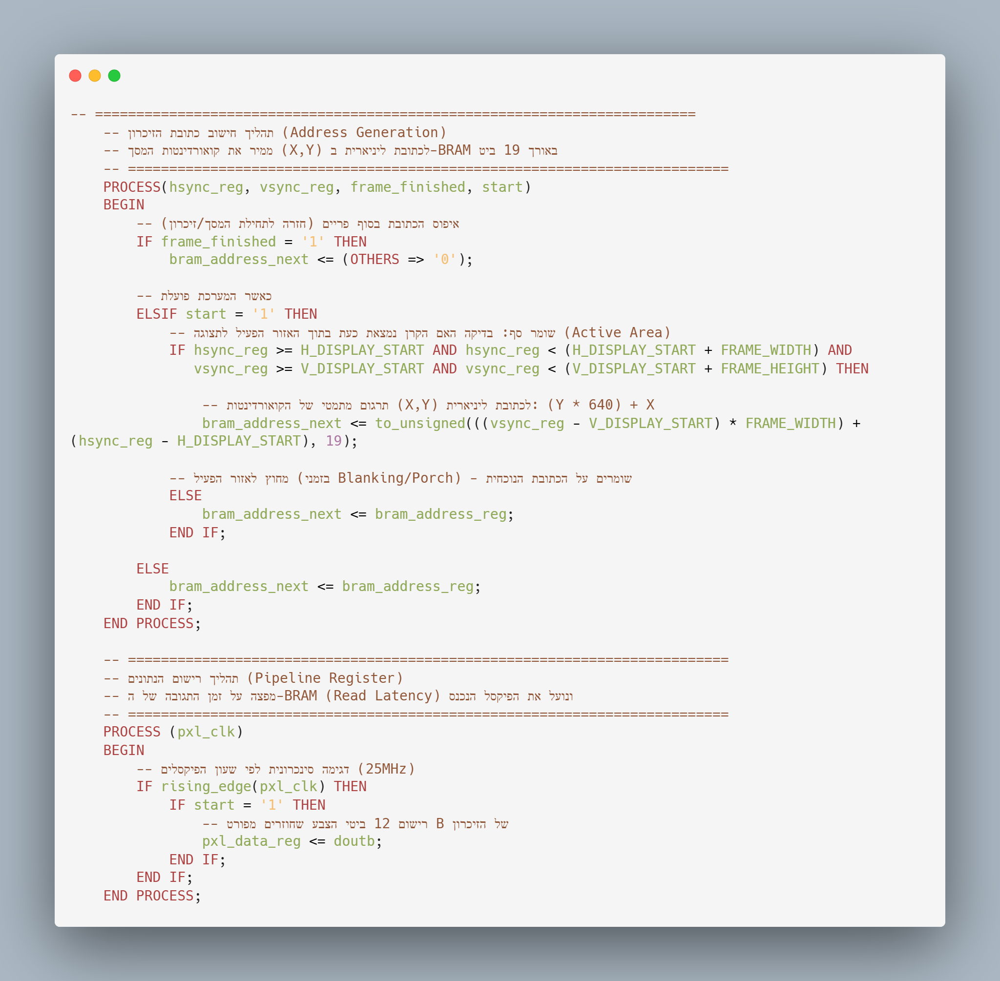 -- =========================================================================
-- תהליך חישוב כתובת הזיכרון (Address Generation)
-- ממיר את קואורדינטות המסך (X,Y) לכתובת ליניארית ב-BRAM באורך 19 ביט
-- =========================================================================
PROCESS(hsync_reg, vsync_reg, frame_finished, start)
BEGIN
-- איפוס הכתובת בסוף פריים (חזרה לתחילת המסך/זיכרון)
IF frame_finished = '1' THEN
bram_address_next <= (OTHERS => '0');
-- כאשר המערכת פועלת
ELSIF start = '1' THEN
-- שומר סף: בדיקה האם הקרן נמצאת כעת בתוך האזור הפעיל לתצוגה (Active Area)
IF hsync_reg >= H_DISPLAY_START AND hsync_reg < (H_DISPLAY_START + FRAME_WIDTH) AND
vsync_reg >= V_DISPLAY_START AND vsync_reg < (V_DISPLAY_START + FRAME_HEIGHT) THEN
-- תרגום מתמטי של הקואורדינטות (X,Y) לכתובת ליניארית: (Y * 640) + X
bram_address_next <= to_unsigned(((vsync_reg - V_DISPLAY_START) * FRAME_WIDTH) +
(hsync_reg - H_DISPLAY_START), 19);
-- מחוץ לאזור הפעיל (בזמני Blanking/Porch) - שומרים על הכתובת הנוכחית
ELSE
bram_address_next <= bram_address_reg;
END IF;
ELSE
bram_address_next <= bram_address_reg;
END IF;
END PROCESS;
-- =========================================================================
-- תהליך רישום הנתונים (Pipeline Register)
-- מפצה על זמן התגובה של ה-BRAM (Read Latency) ונועל את הפיקסל הנכנס
-- =========================================================================
PROCESS (pxl_clk)
BEGIN
-- דגימה סינכרונית לפי שעון הפיקסלים (25MHz)
IF rising_edge(pxl_clk) THEN
IF start = '1' THEN
-- רישום 12 ביטי הצבע שחוזרים מפורט B של הזיכרון
pxl_data_reg <= doutb;
END IF;
END IF;
END PROCESS;